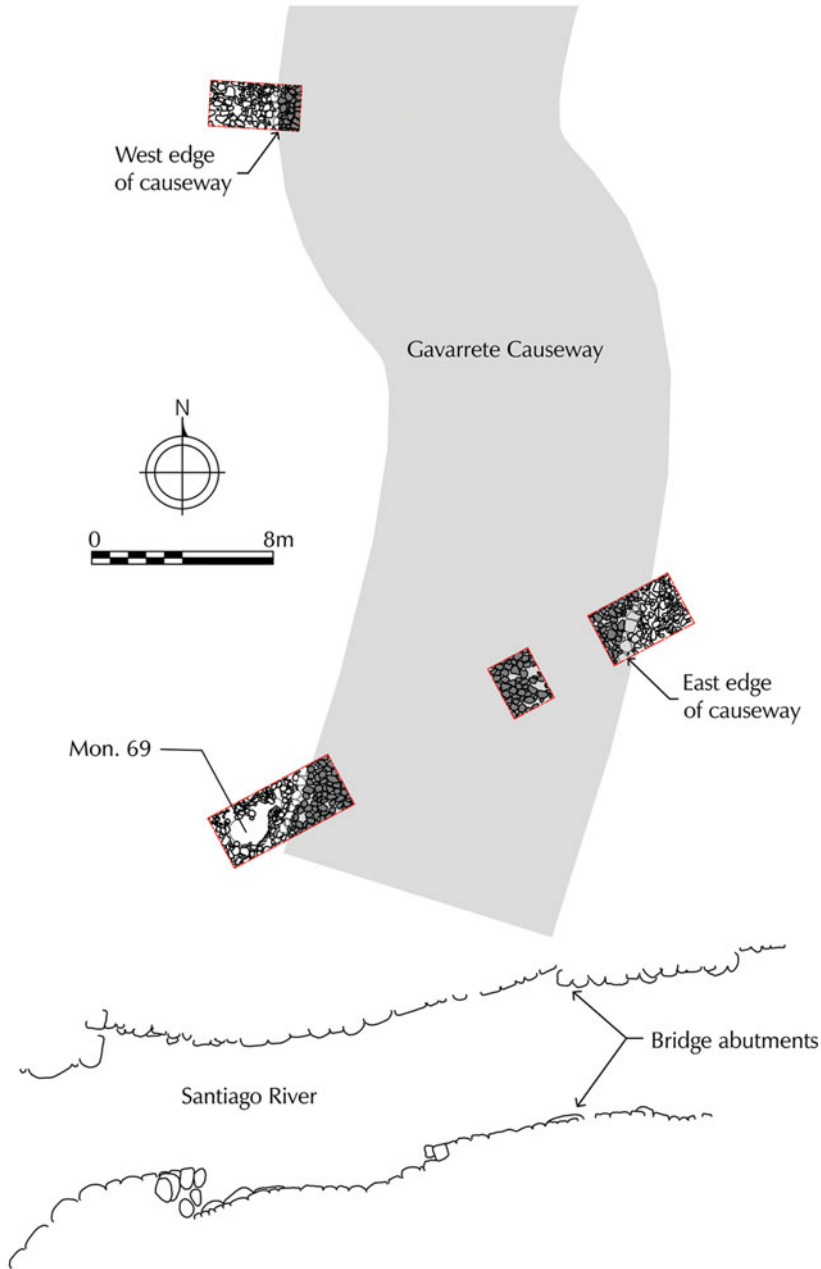 West edge
of causeway
Gavarrete Causeway
N
0 8m
East edge
of causeway
Mon. 69
Bridge abutments
Santiago River